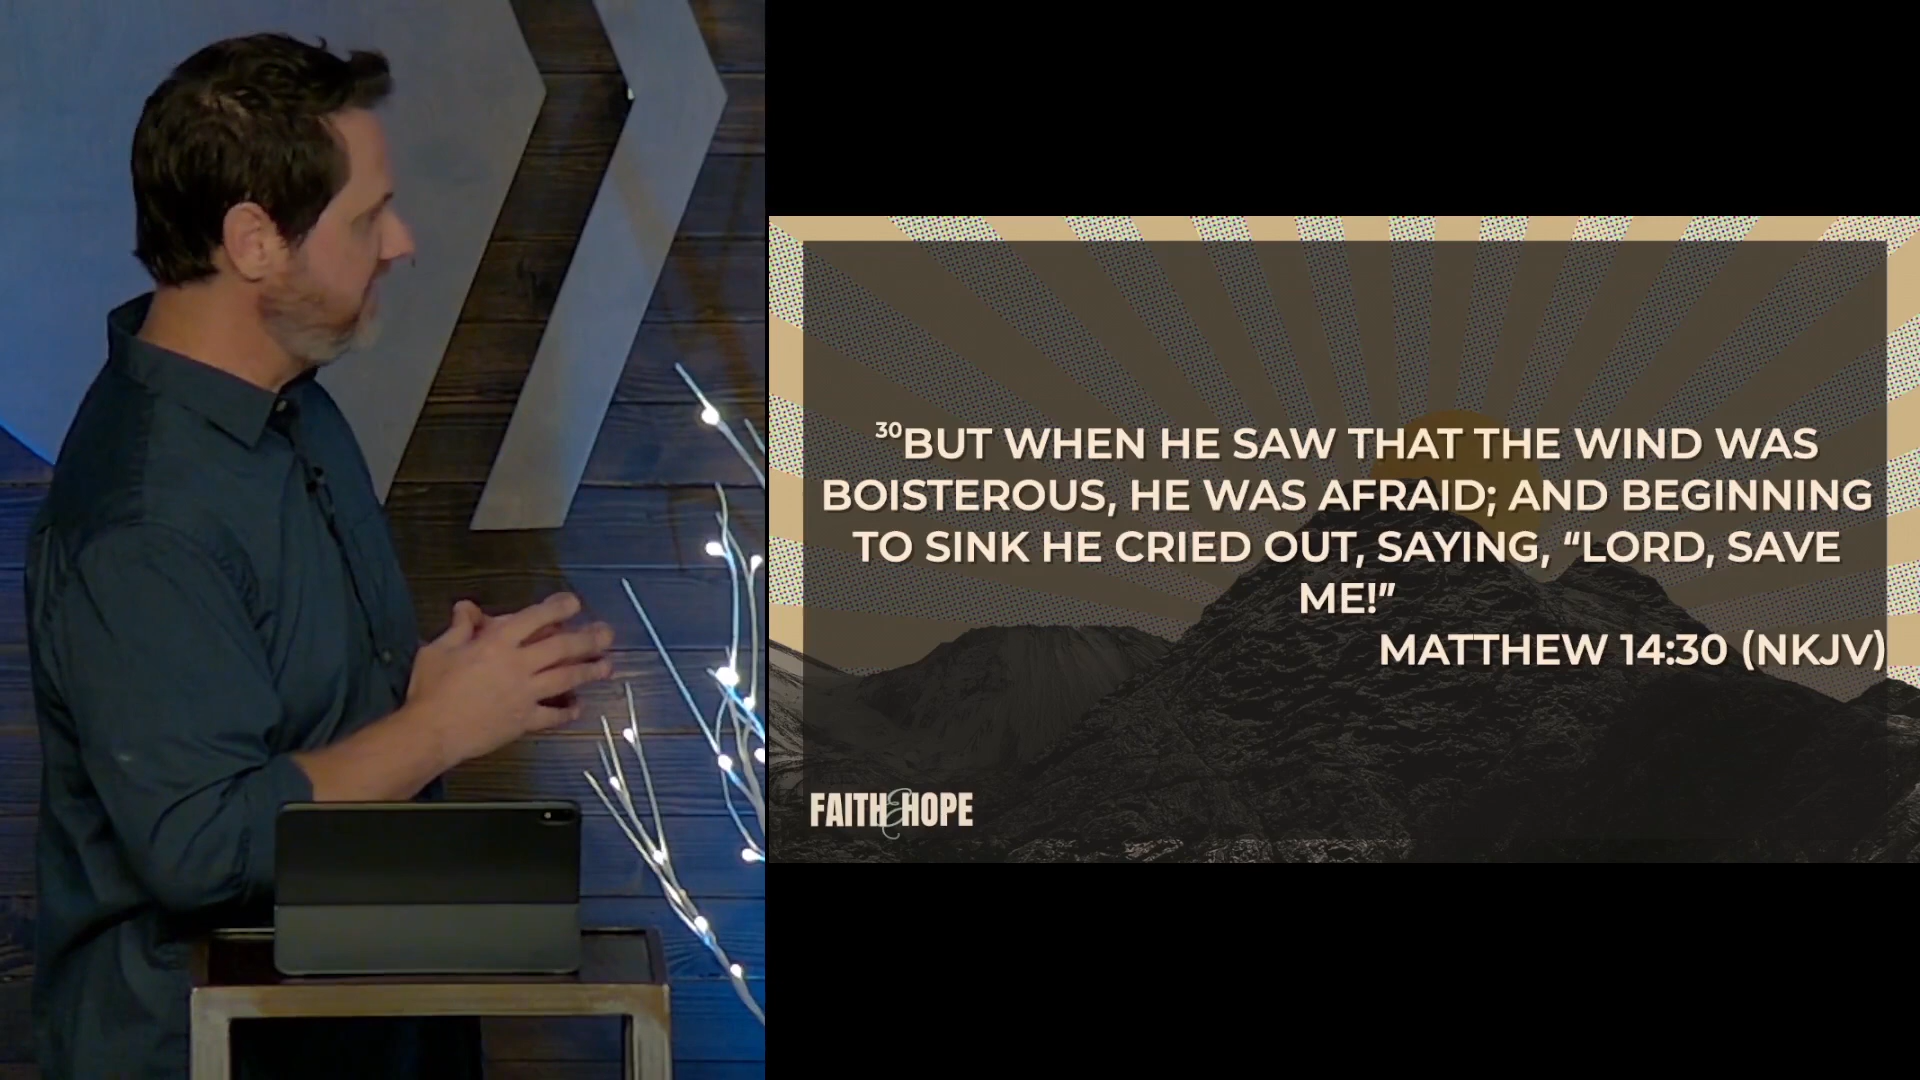 ³⁰BUT WHEN HE SAW THAT THE WIND WAS
BOISTEROUS, HE WAS AFRAID; AND BEGINNING
TO SINK HE CRIED OUT, SAYING, “LORD, SAVE
ME!”
MATTHEW 14:30 (NKJV)
FAITH & HOPE